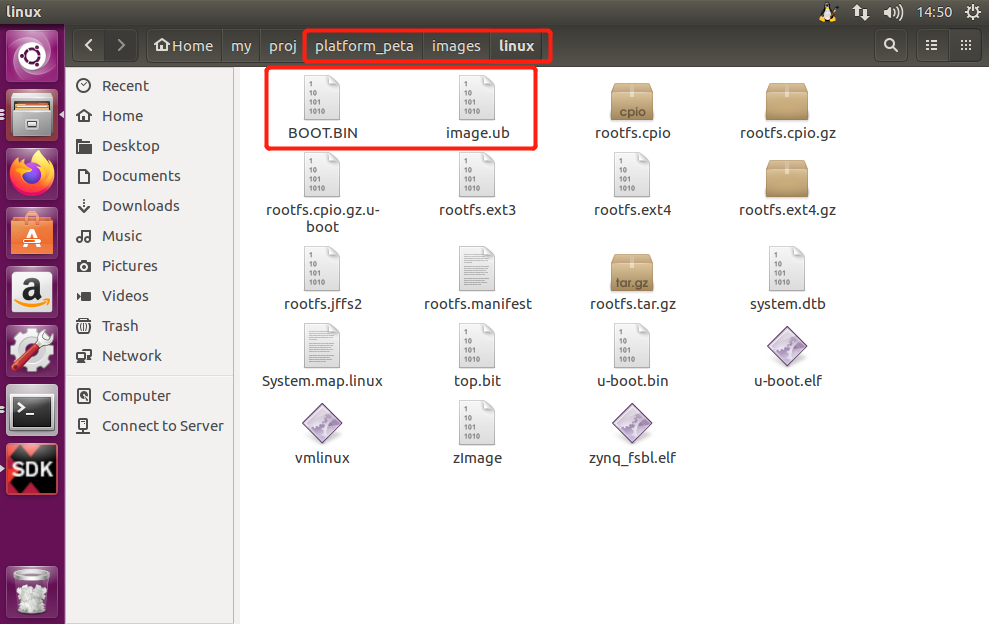 linux
14:50
Home my proj platform_peta images linux
Recent
Home
Desktop
Documents
Downloads
Music
Pictures
Videos
Trash
Network
Computer
Connect to Server
BOOT.BIN
image.ub
cpio
rootfs.cpio
rootfs.cpio.gz
rootfs.cpio.gz.u-
boot
rootfs.ext3
rootfs.ext4
rootfs.ext4.gz
rootfs.jffs2
rootfs.manifest
tar.gz
rootfs.tar.gz
system.dtb
System.map.linux
top.bit
u-boot.bin
u-boot.elf
vmlinux
zImage
zynq_fsbl.elf
SDK